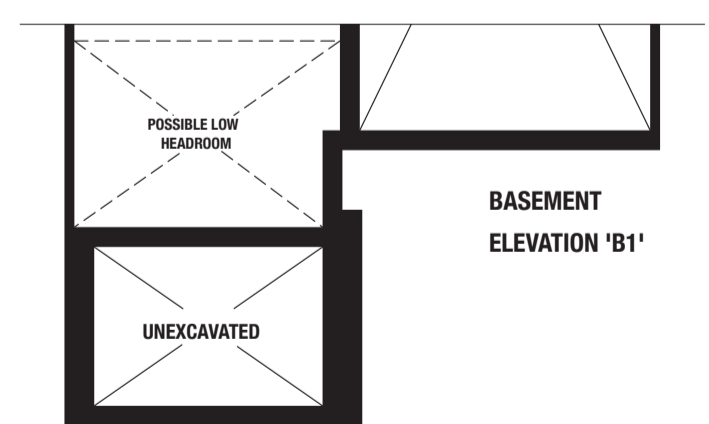 POSSIBLE LOW
HEADROOM
BASEMENT
ELEVATION 'B1'
UNEXCAVATED